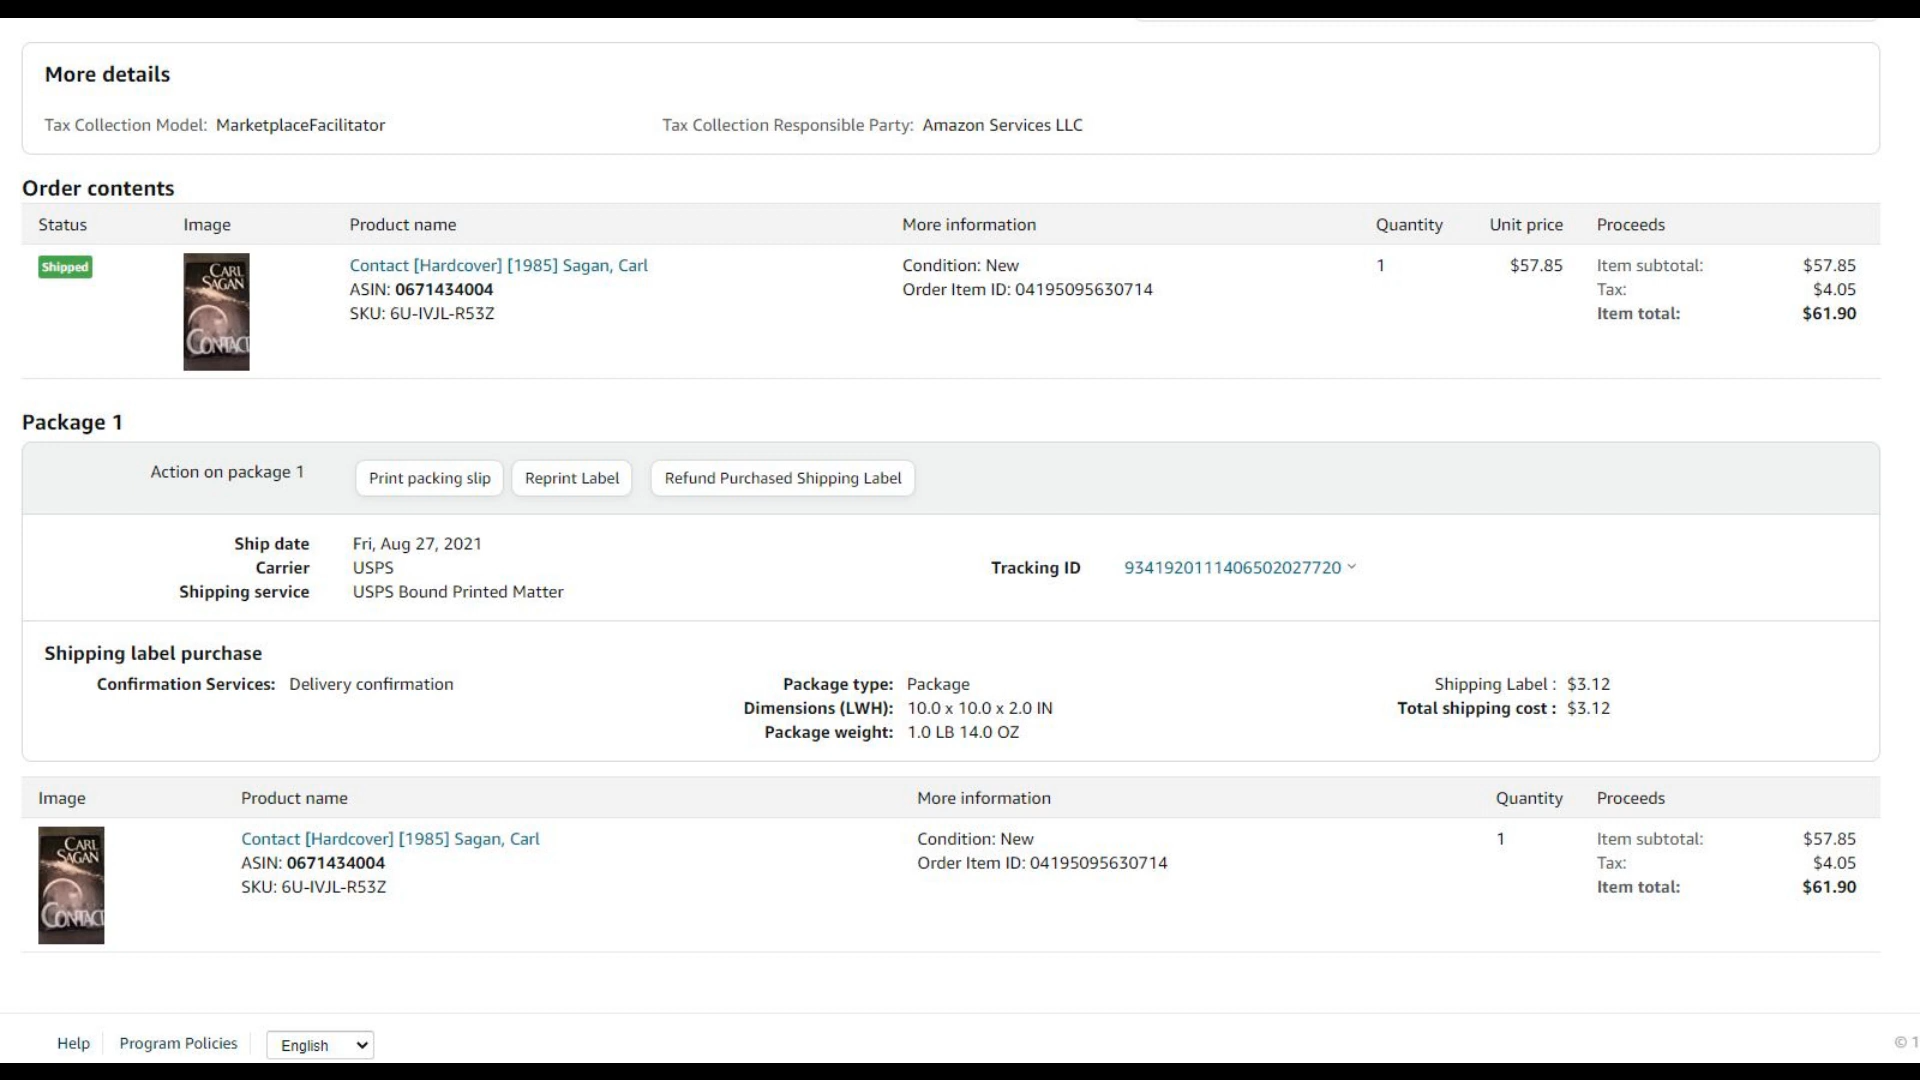 More details
Tax Collection Model: MarketplaceFacilitator Tax Collection Responsible Party: Amazon Services LLC
Order contents
Status Image Product name More information Quantity Unit price Proceeds
Shipped CARL SAGAN CONTACT Contact [Hardcover] [1985] Sagan, Carl Condition: New 1 $57.85 Item subtotal: $57.85
ASIN: 0671434004 Order Item ID: 04195095630714 Tax: $4.05
SKU: 6U-IVJL-R53Z Item total: $61.90
Package 1
Action on package 1 Print packing slip Reprint Label Refund Purchased Shipping Label
Ship date Fri, Aug 27, 2021
Carrier USPS Tracking ID 9341920111406502027720
Shipping service USPS Bound Printed Matter
Shipping label purchase
Confirmation Services: Delivery confirmation Package type: Package Shipping Label : $3.12
Dimensions (LWH): 10.0 x 10.0 x 2.0 IN Total shipping cost : $3.12
Package weight: 1.0 LB 14.0 OZ
Image Product name More information Quantity Proceeds
CARL SAGAN CONTACT Contact [Hardcover] [1985] Sagan, Carl Condition: New 1 Item subtotal: $57.85
ASIN: 0671434004 Order Item ID: 04195095630714 Tax: $4.05
SKU: 6U-IVJL-R53Z Item total: $61.90
Help Program Policies English © 1